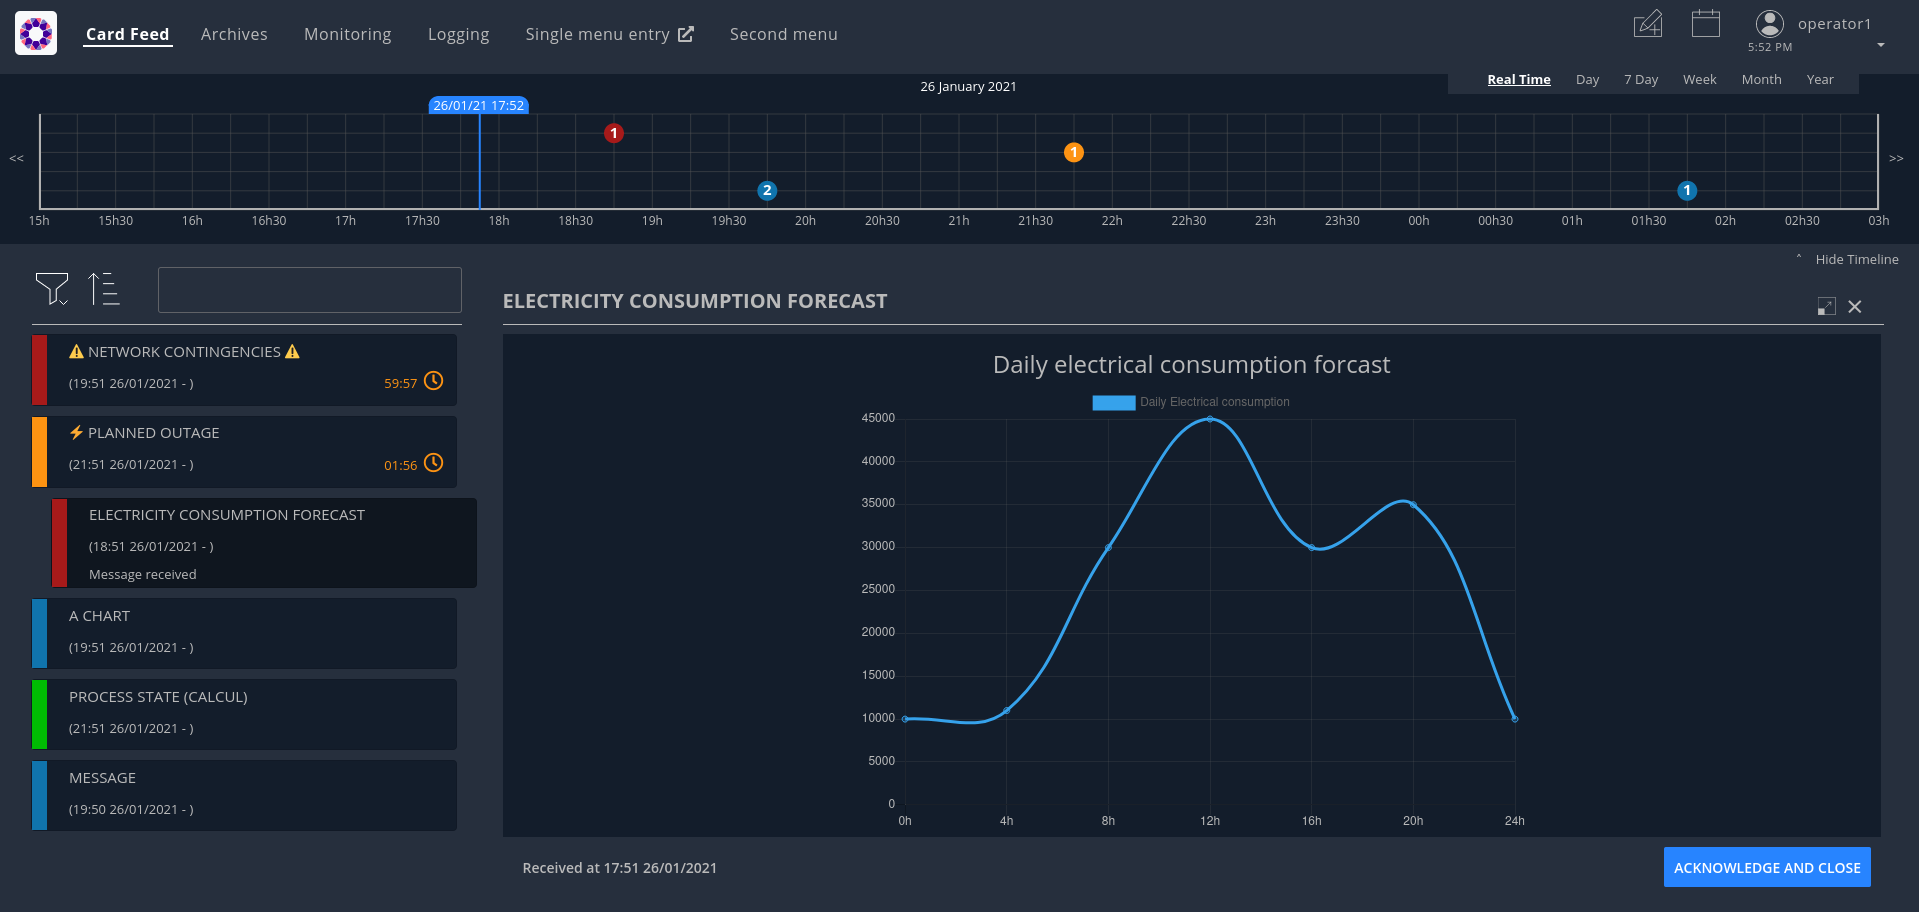 Card Feed Archives Monitoring Logging Single menu entry Second menu operator1
5:52 PM
26 January 2021 Real Time Day 7 Day Week Month Year
26/01/21 17:52
1
1
<< >>
2 1
15h 15h30 16h 16h30 17h 17h30 18h 18h30 19h 19h30 20h 20h30 21h 21h30 22h 22h30 23h 23h30 00h 00h30 01h 01h30 02h 02h30 03h
^ Hide Timeline
⚠ NETWORK CONTINGENCIES ⚠
(19:51 26/01/2021 - ) 59:57
⚡ PLANNED OUTAGE
(21:51 26/01/2021 - ) 01:56
ELECTRICITY CONSUMPTION FORECAST
(18:51 26/01/2021 - )
Message received
A CHART
(19:51 26/01/2021 - )
PROCESS STATE (CALCUL)
(21:51 26/01/2021 - )
MESSAGE
(19:50 26/01/2021 - )
ELECTRICITY CONSUMPTION FORECAST
Daily electrical consumption forcast
Daily Electrical consumption
45000
40000
35000
30000
25000
20000
15000
10000
5000
0
0h 4h 8h 12h 16h 20h 24h
Received at 17:51 26/01/2021 ACKNOWLEDGE AND CLOSE